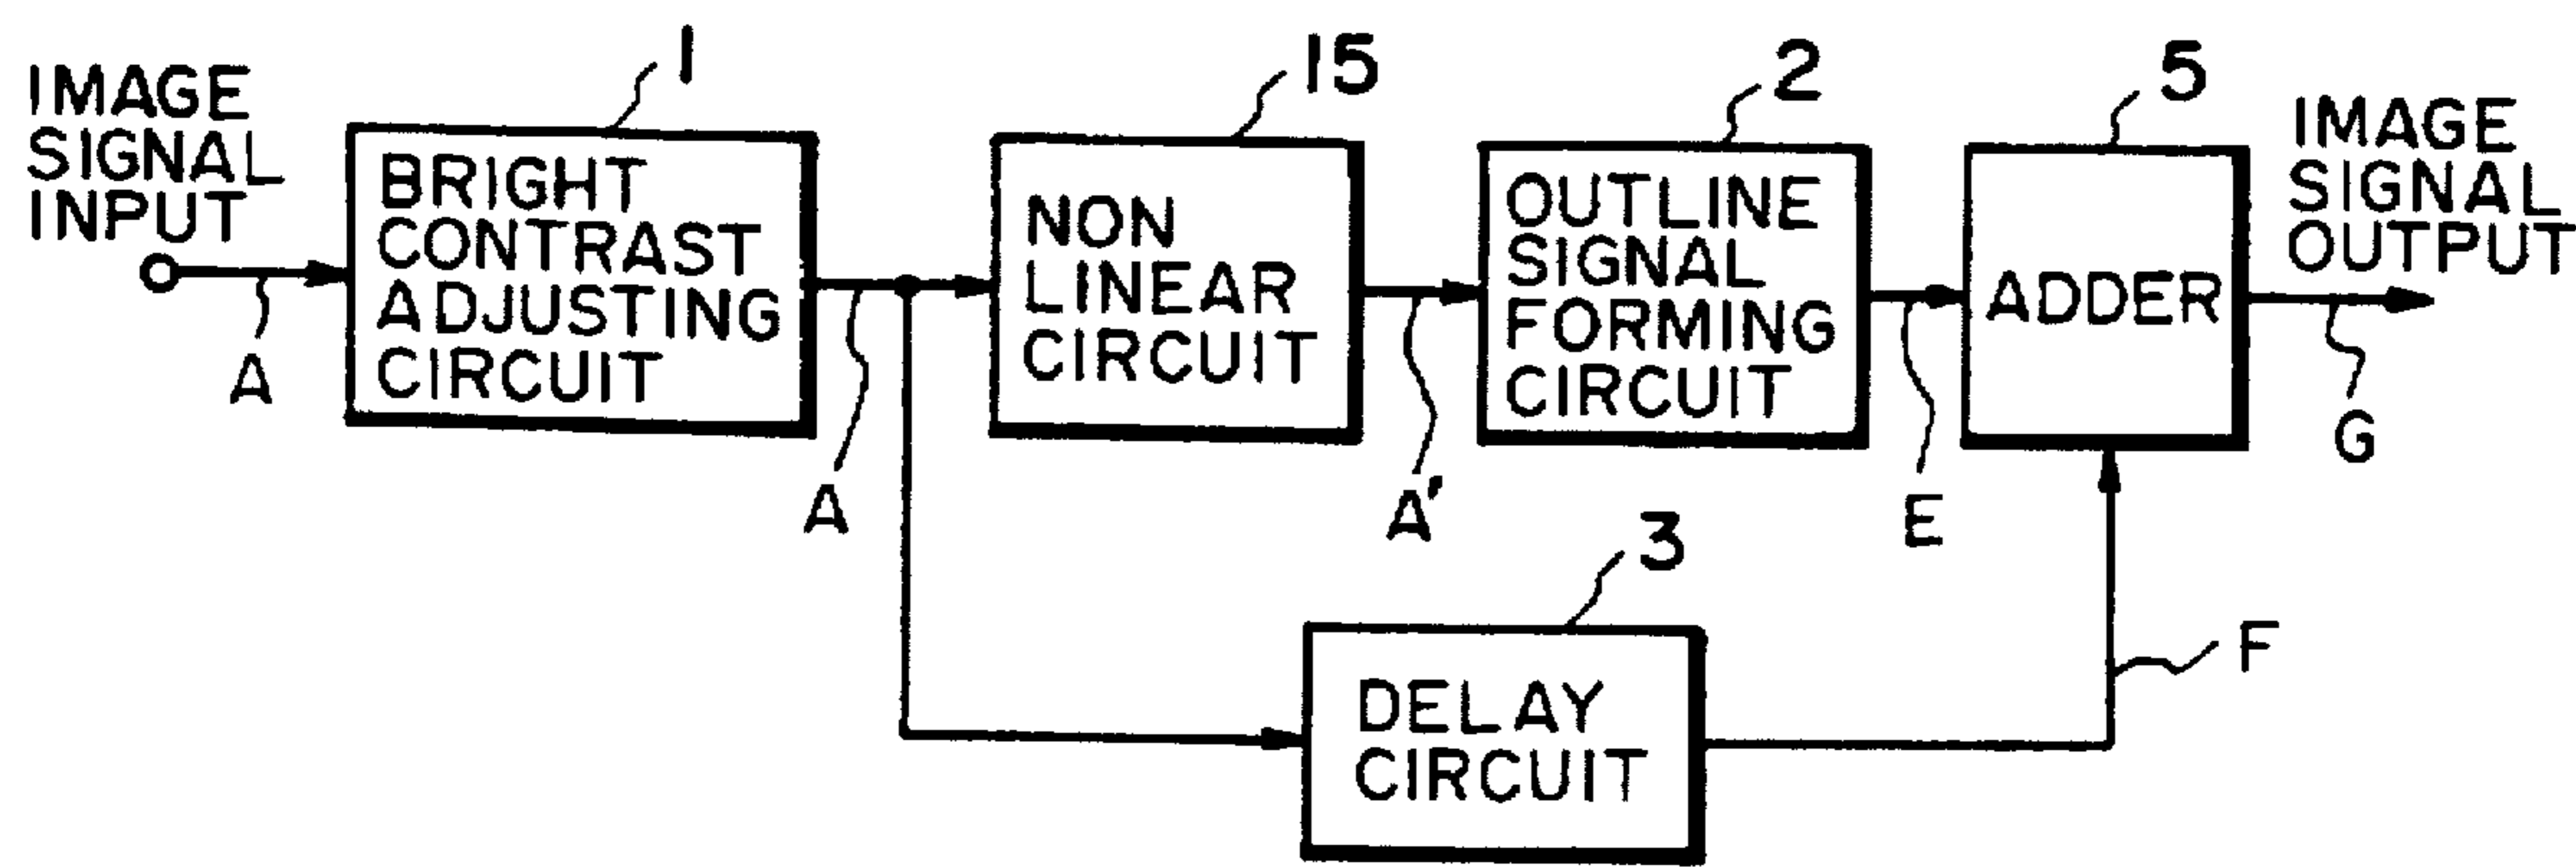 IMAGE
SIGNAL
INPUT
A
1
BRIGHT
CONTRAST
ADJUSTING
CIRCUIT
A
15
NON
LINEAR
CIRCUIT
A'
2
OUTLINE
SIGNAL
FORMING
CIRCUIT
E
5
ADDER
IMAGE
SIGNAL
OUTPUT
G
3
DELAY
CIRCUIT
F